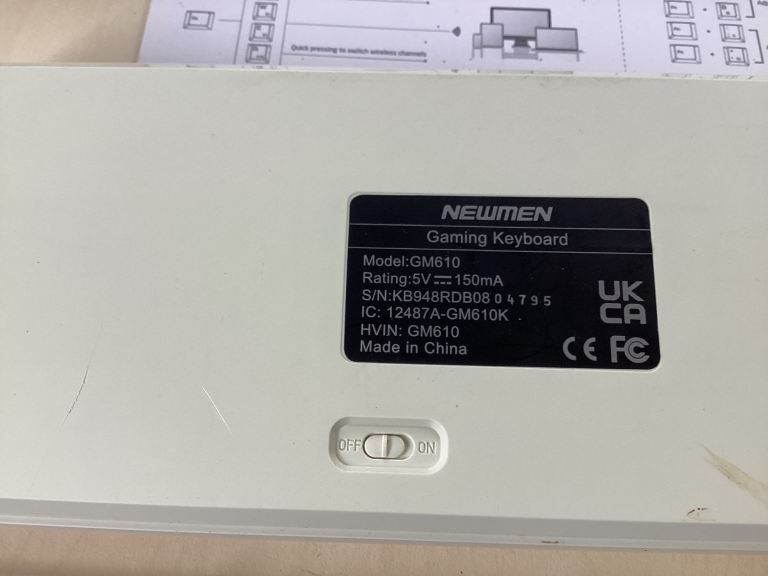 Quick pressing to switch wireless channels
NEWMEN
Gaming Keyboard
Model:GM610
Rating:5V⎓150mA
S/N:KB948RDB08 04795
IC: 12487A-GM610K
HVIN: GM610
Made in China
UK
CA
CE FC
OFF ON